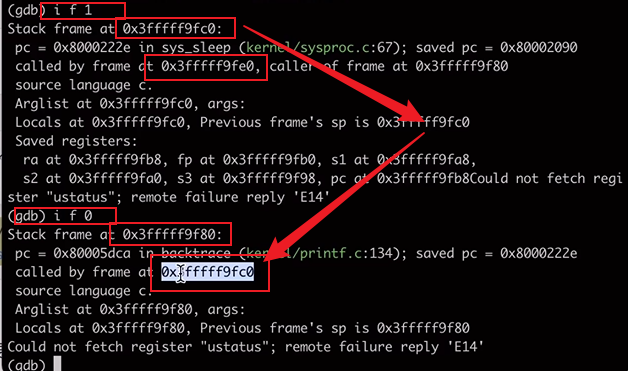 (gdb) i f 1
Stack frame at 0x3fffff9fc0:
pc = 0x8000222e in sys_sleep (kernel/sysproc.c:67); saved pc = 0x80002090
called by frame at 0x3fffff9fe0, caller of frame at 0x3fffff9f80
source language c.
Arglist at 0x3fffff9fc0, args:
Locals at 0x3fffff9fc0, Previous frame's sp is 0x3fffff9fc0
Saved registers:
ra at 0x3fffff9fb8, fp at 0x3fffff9fb0, s1 at 0x3fffff9fa8,
s2 at 0x3fffff9fa0, s3 at 0x3fffff9f98, pc at 0x3fffff9fb8Could not fetch regi
ster "ustatus"; remote failure reply 'E14'
(gdb) i f 0
Stack frame at 0x3fffff9f80:
pc = 0x80005dca in backtrace (kernel/printf.c:134); saved pc = 0x8000222e
called by frame at 0x3fffff9fc0
source language c.
Arglist at 0x3fffff9f80, args:
Locals at 0x3fffff9f80, Previous frame's sp is 0x3fffff9f80
Could not fetch register "ustatus"; remote failure reply 'E14'
(gdb)